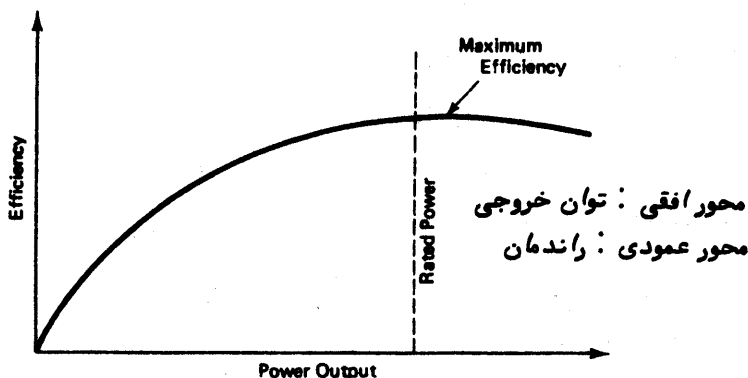 Maximum
Efficiency
Efficiency
Rated Power
محور افقی : توان خروجی
محور عمودی : راندمان
Power Output